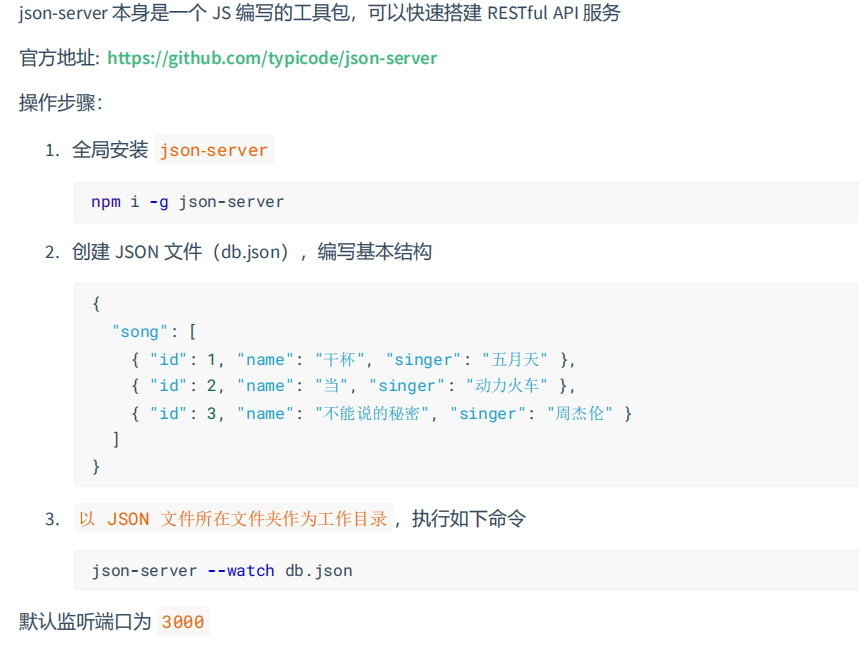 json-server 本身是一个 JS 编写的工具包，可以快速搭建 RESTful API 服务
官方地址: https://github.com/typicode/json-server
操作步骤：
1. 全局安装 json-server
npm i -g json-server
2. 创建 JSON 文件（db.json），编写基本结构
{
  "song": [
    { "id": 1, "name": "干杯", "singer": "五月天" },
    { "id": 2, "name": "当", "singer": "动力火车" },
    { "id": 3, "name": "不能说的秘密", "singer": "周杰伦" }
  ]
}
3. 以 JSON 文件所在文件夹作为工作目录，执行如下命令
json-server --watch db.json
默认监听端口为 3000